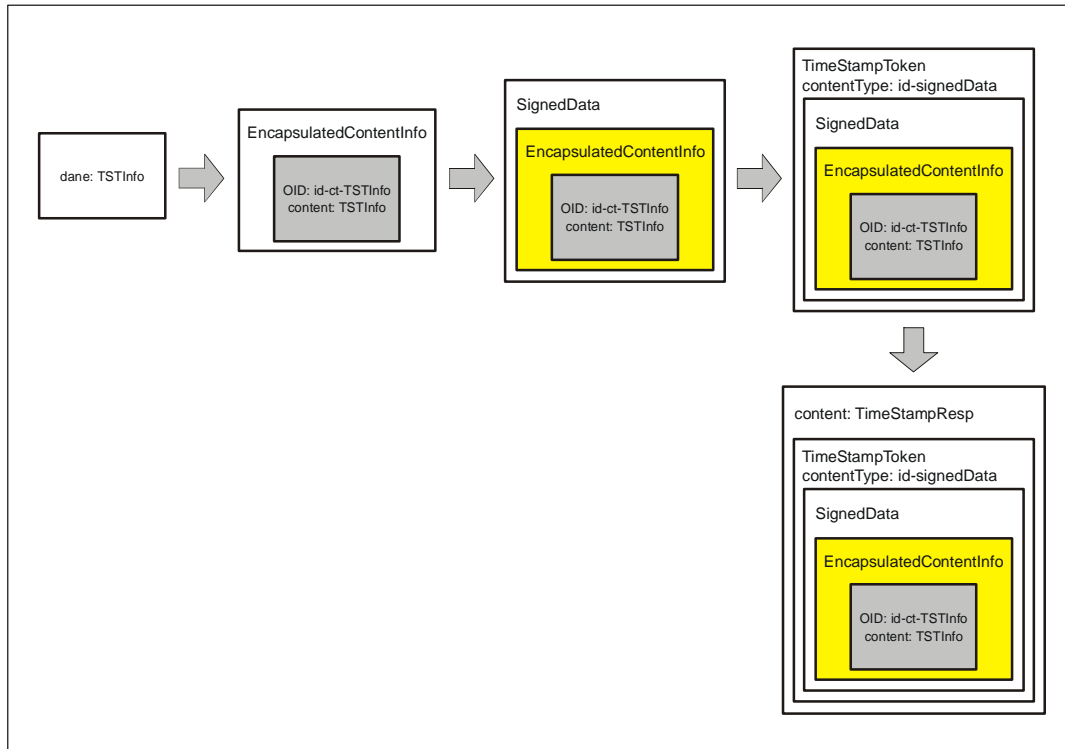 dane: TSTInfo
EncapsulatedContentInfo
OID: id-ct-TSTInfo
content: TSTInfo
SignedData
EncapsulatedContentInfo
OID: id-ct-TSTInfo
content: TSTInfo
TimeStampToken
contentType: id-signedData
SignedData
EncapsulatedContentInfo
OID: id-ct-TSTInfo
content: TSTInfo
content: TimeStampResp
TimeStampToken
contentType: id-signedData
SignedData
EncapsulatedContentInfo
OID: id-ct-TSTInfo
content: TSTInfo